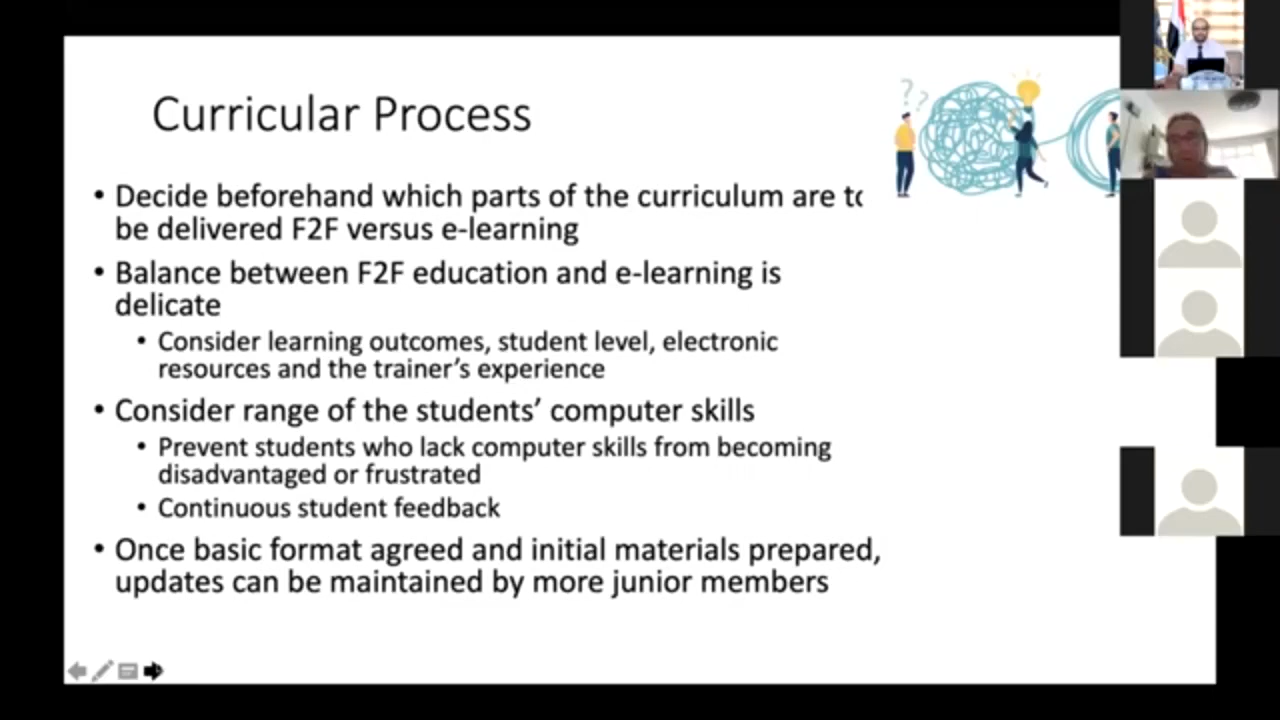 Curricular Process
• Decide beforehand which parts of the curriculum are to
be delivered F2F versus e-learning
• Balance between F2F education and e-learning is
delicate
• Consider learning outcomes, student level, electronic
resources and the trainer's experience
• Consider range of the students' computer skills
• Prevent students who lack computer skills from becoming
disadvantaged or frustrated
• Continuous student feedback
• Once basic format agreed and initial materials prepared,
updates can be maintained by more junior members
??